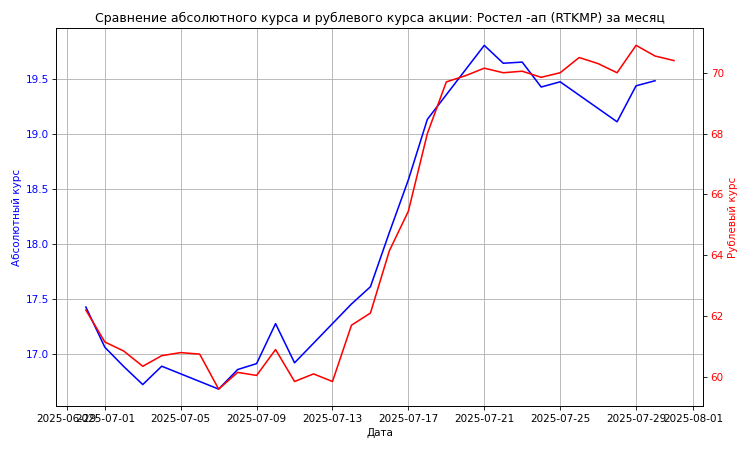 Сравнение абсолютного курса и рублевого курса акции: Ростел -ап (RTKMP) за месяц
Абсолютный курс
19.5
19.0
18.5
18.0
17.5
17.0
70
68
66
64
62
60
Рублевый курс
2025-06-29 2025-07-01 2025-07-05 2025-07-09 2025-07-13 2025-07-17 2025-07-21 2025-07-25 2025-07-29 2025-08-01
Дата